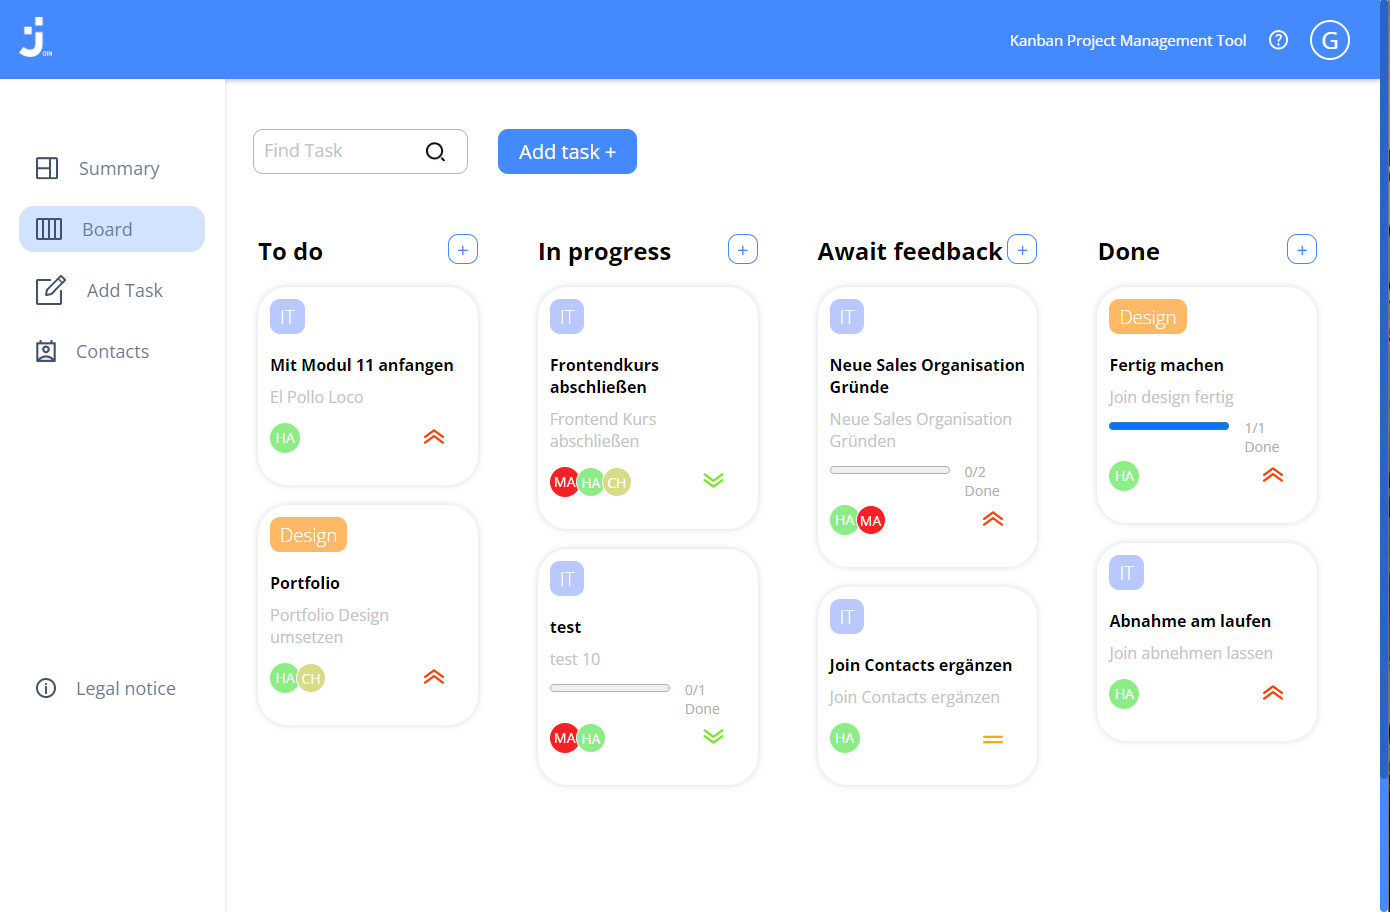 JOIN
Kanban Project Management Tool
?
G
Summary
Board
Add Task
Contacts
Legal notice
Find Task
Add task +
To do
+
IT
Mit Modul 11 anfangen
El Pollo Loco
HA
Design
Portfolio
Portfolio Design
umsetzen
HA
CH
In progress
+
IT
Frontendkurs
abschließen
Frontend Kurs
abschließen
MA
HA
CH
IT
test
test 10
0/1
Done
MA
HA
Await feedback
+
IT
Neue Sales Organisation
Gründe
Neue Sales Organisation
Gründen
0/2
Done
HA
MA
IT
Join Contacts ergänzen
Join Contacts ergänzen
HA
Done
+
Design
Fertig machen
Join design fertig
1/1
Done
HA
IT
Abnahme am laufen
Join abnehmen lassen
HA